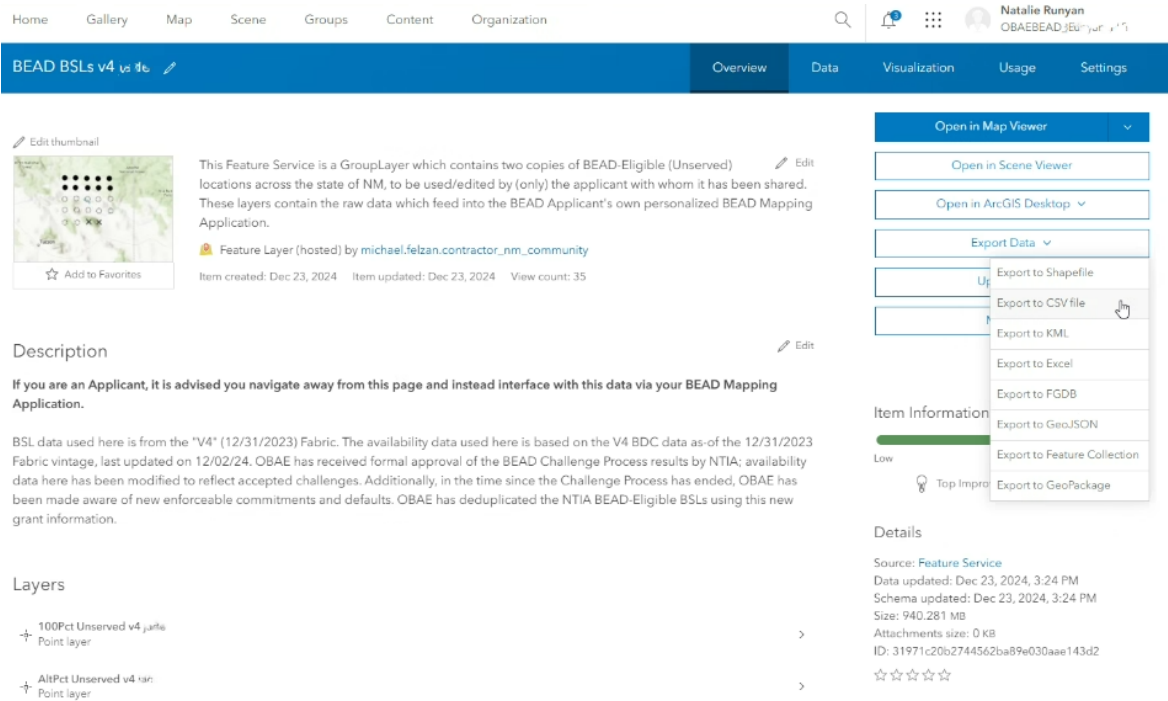 Home Gallery Map Scene Groups Content Organization
3
Natalie Runyan
BEAD BSLs v4
Overview Data Visualization Usage Settings
Edit thumbnail
Add to Favorites
This Feature Service is a GroupLayer which contains two copies of BEAD-Eligible (Unserved)
locations across the state of NM, to be used/edited by (only) the applicant with whom it has been shared.
These layers contain the raw data which feed into the BEAD Applicant's own personalized BEAD Mapping
Application.
Edit
Feature Layer (hosted) by michael.felzan.contractor_nm_community
Item created: Dec 23, 2024 Item updated: Dec 23, 2024 View count: 35
Open in Map Viewer
Open in Scene Viewer
Open in ArcGIS Desktop
Export Data
Up
Export to Shapefile
Export to CSV file
Export to KML
Export to Excel
Export to FGDB
Export to GeoJSON
Export to Feature Collection
Export to GeoPackage
Description
Edit
If you are an Applicant, it is advised you navigate away from this page and instead interface with this data via your BEAD Mapping
Application.
BSL data used here is from the "V4" (12/31/2023) Fabric. The availability data used here is based on the V4 BDC data as-of the 12/31/2023
Fabric vintage, last updated on 12/02/24. OBAE has received formal approval of the BEAD Challenge Process results by NTIA; availability
data here has been modified to reflect accepted challenges. Additionally, in the time since the Challenge Process has ended, OBAE has
been made aware of new enforceable commitments and defaults. OBAE has deduplicated the NTIA BEAD-Eligible BSLs using this new
grant information.
Layers
100Pct Unserved v4
Point layer
AltPct Unserved v4
Point layer
Item Information
Low
Top Impro
Details
Source: Feature Service
Data updated: Dec 23, 2024, 3:24 PM
Schema updated: Dec 23, 2024, 3:24 PM
Size: 940.281 MB
Attachments size: 0 KB
ID: 31971c20b2744562ba89e030aae143d2